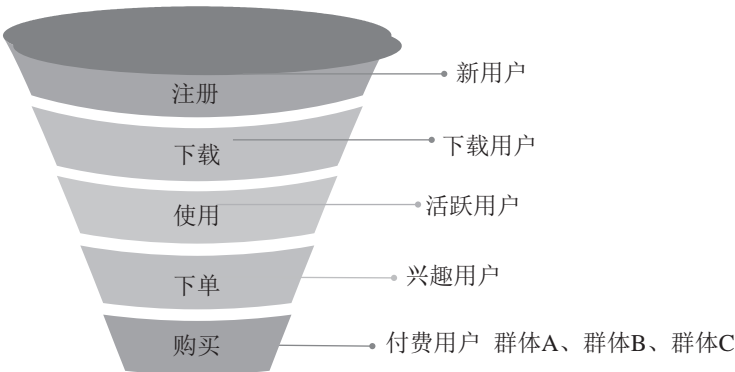 注册
新用户
下载
下载用户
使用
活跃用户
下单
兴趣用户
购买
付费用户 群体A、群体B、群体C